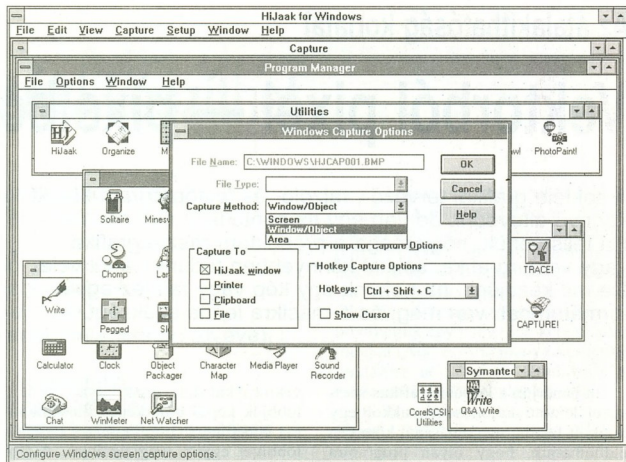 HiJaak for Windows
File Edit View Capture Setup Window Help
Capture
Program Manager
File Options Window Help
Utilities
HiJaak
Organize
PhotoPaint!
Windows Capture Options
File Name: C:\WINDOWS\HJCAP001.BMP
OK
File Type:
Cancel
Capture Method: Window/Object
Help
Screen
Window/Object
Area
Prompt for Capture Options
Capture To
HiJaak window
Printer
Clipboard
File
Hotkey Capture Options
Hotkeys: Ctrl + Shift + C
Show Cursor
Solitaire
Chomp
Pegged
TRACE!
CAPTURE!
Write
Calculator
Clock
Object Packager
Character Map
Media Player
Sound Recorder
Chat
WinMeter
Net Watcher
CorelSCSI Utilities
Symantec
Write
Q&A Write
Configure Windows screen capture options.